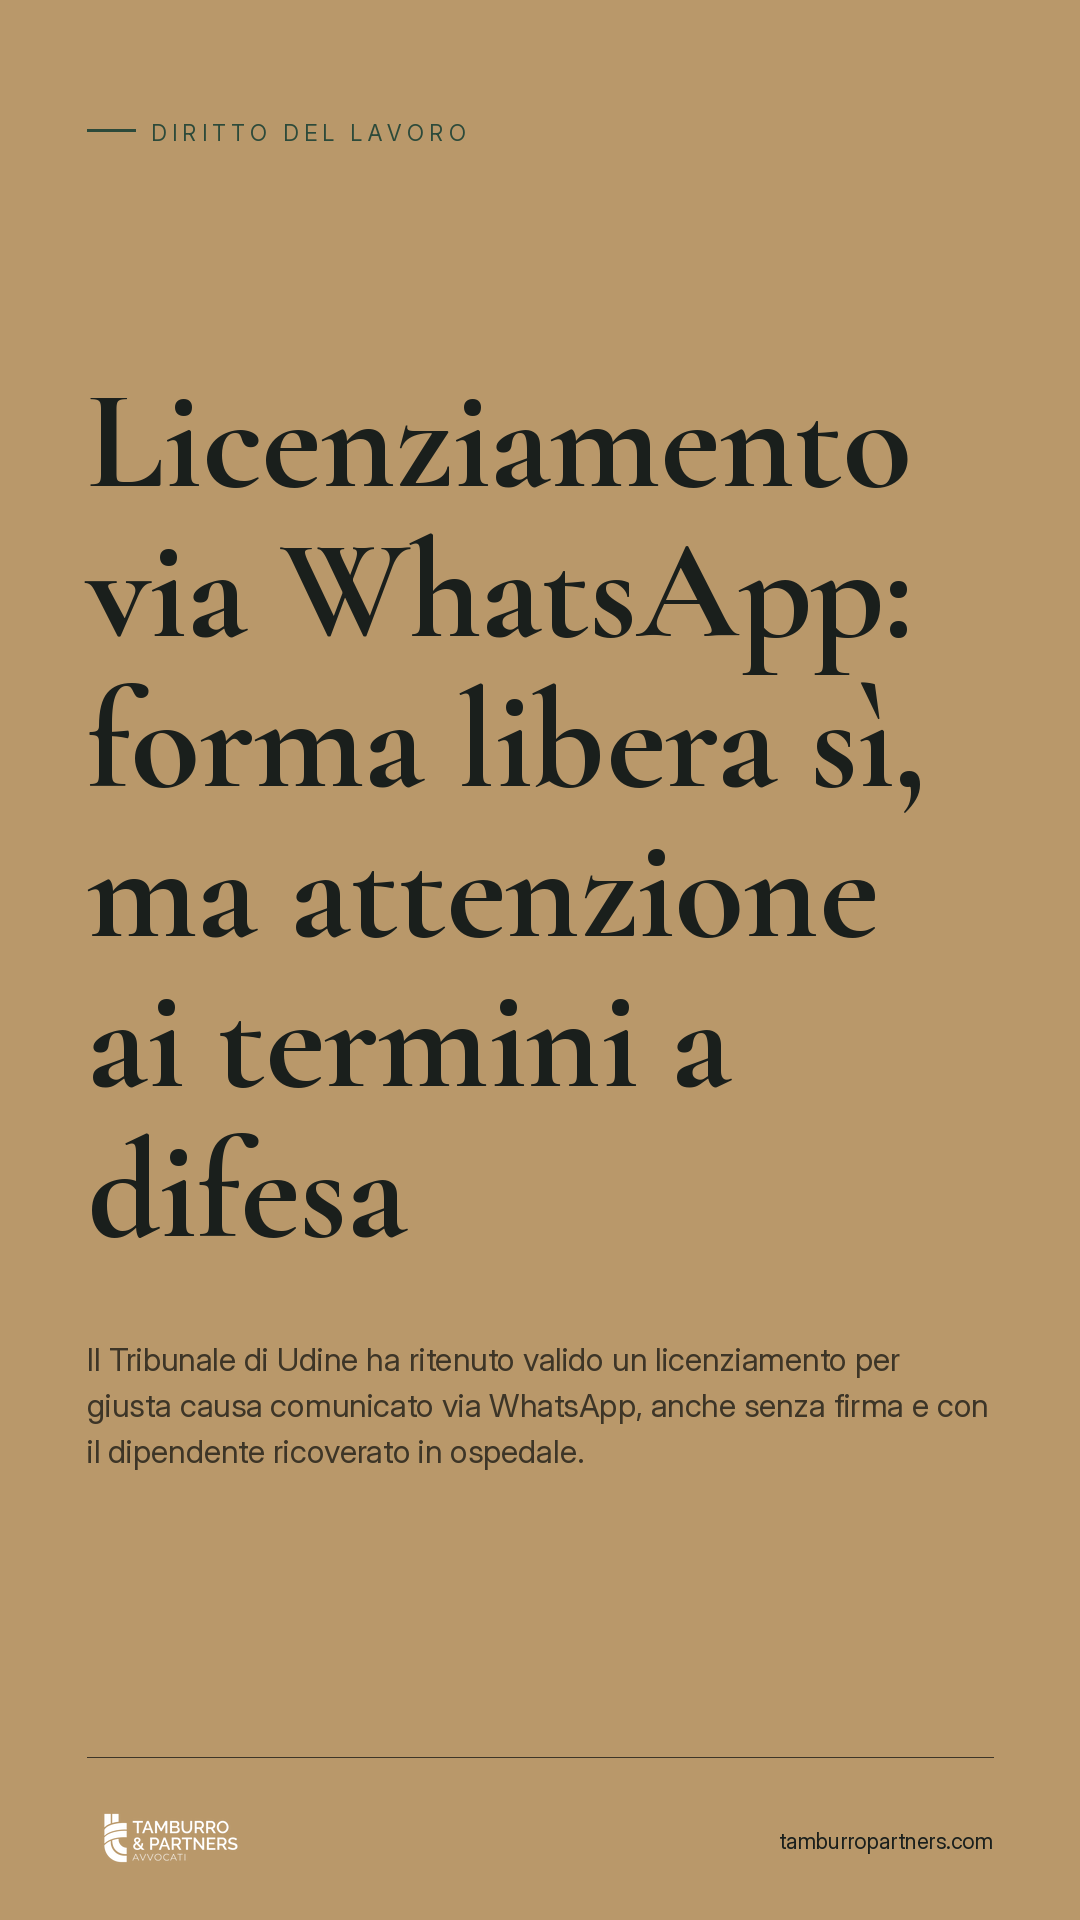 DIRITTO DEL LAVORO
Licenziamento
via WhatsApp:
forma libera sì,
ma attenzione
ai termini a
difesa
Il Tribunale di Udine ha ritenuto valido un licenziamento per
giusta causa comunicato via WhatsApp, anche senza firma e con
il dipendente ricoverato in ospedale.
TAMBURRO
& PARTNERS
AVVOCATI
tamburropartners.com